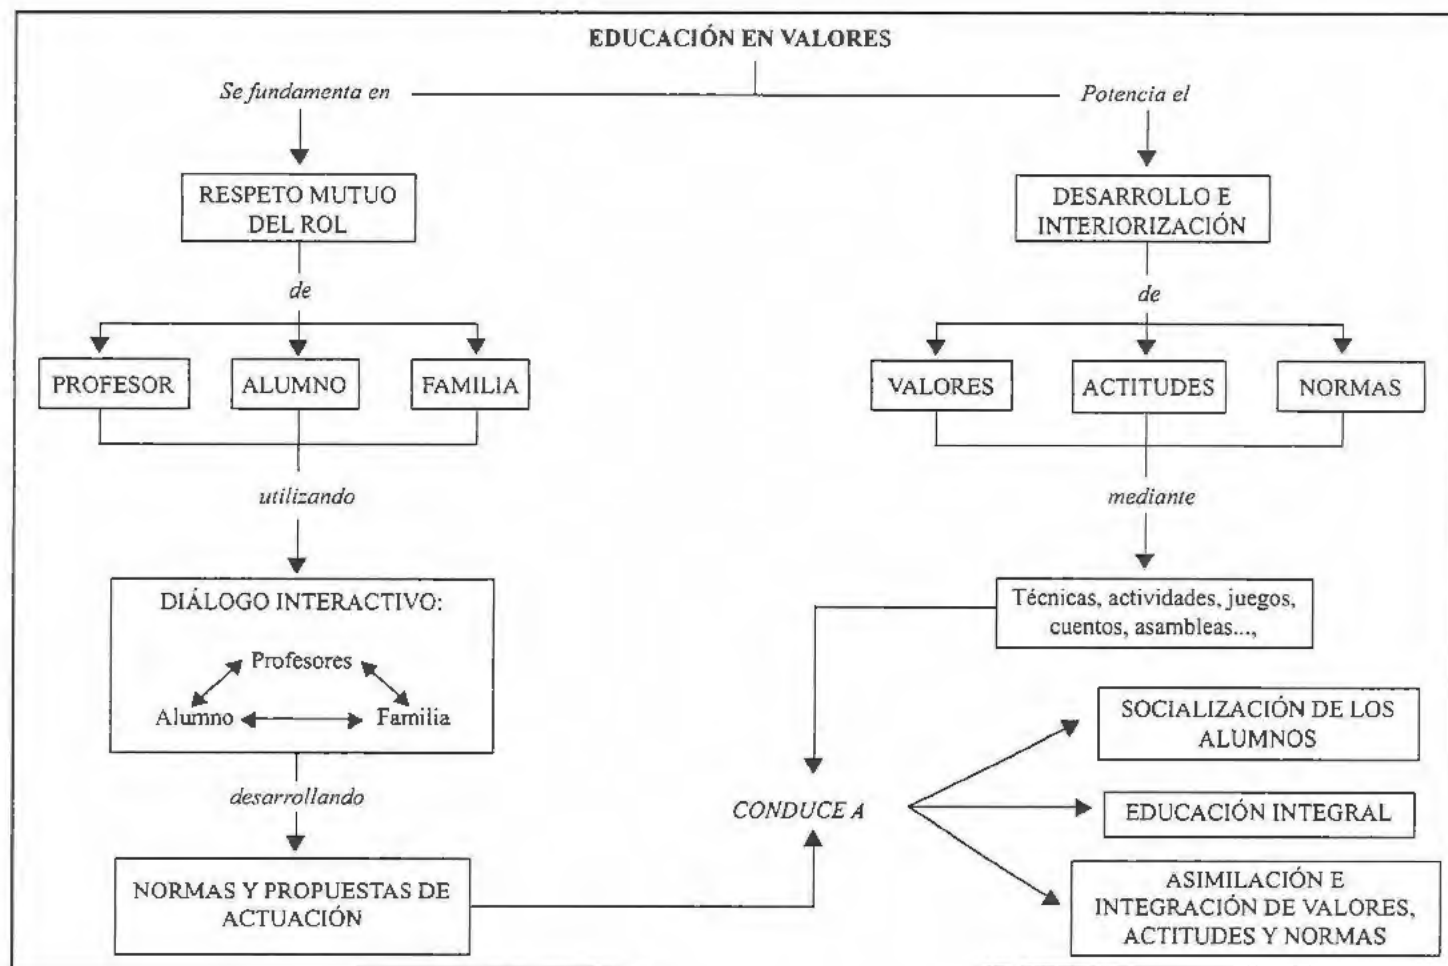 EDUCACIÓN EN VALORES
Se fundamenta en
Potencia el
RESPETO MUTUO
DEL ROL
DESARROLLO E
INTERIORIZACIÓN
de
de
PROFESOR
ALUMNO
FAMILIA
VALORES
ACTITUDES
NORMAS
utilizando
mediante
DIÁLOGO INTERACTIVO:
Profesores
Alumno
Familia
Técnicas, actividades, juegos,
cuentos, asambleas...,
desarrollando
NORMAS Y PROPUESTAS DE
ACTUACIÓN
CONDUCE A
SOCIALIZACIÓN DE LOS
ALUMNOS
EDUCACIÓN INTEGRAL
ASIMILACIÓN E
INTEGRACIÓN DE VALORES,
ACTITUDES Y NORMAS